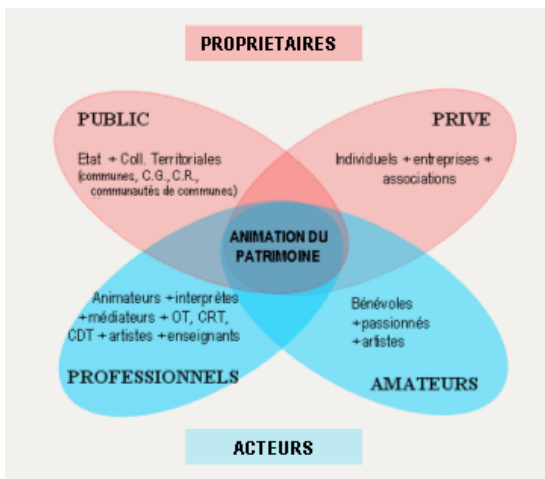 PROPRIETAIRES
PUBLIC
Etat + Coll. Territoriales
(communes, C.G., C.R.,
communautés de communes)
PRIVE
Individuels + entreprises +
associations
ANIMATION DU
PATRIMOINE
Animateurs +interprètes
+médiateurs + OT, CRT,
CDT +artistes +enseignants
PROFESSIONNELS
Bénévoles
+passionnés
+artistes
AMATEURS
ACTEURS